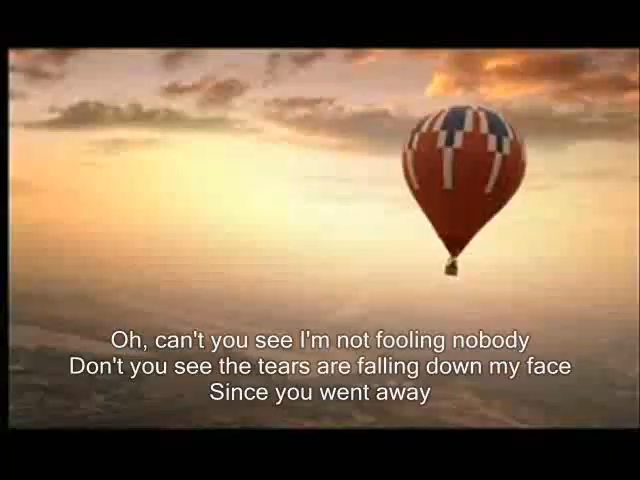 Oh, can't you see I'm not fooling nobody
Don't you see the tears are falling down my face
Since you went away